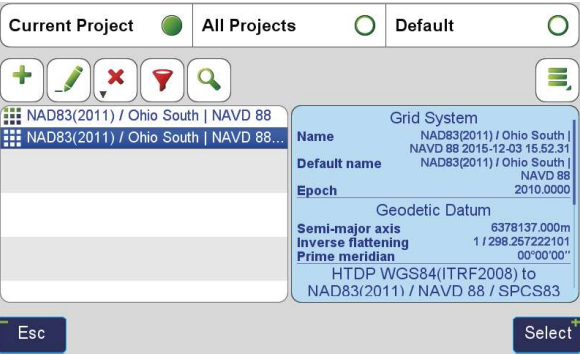 Current Project
All Projects
Default
NAD83(2011) / Ohio South | NAVD 88
NAD83(2011) / Ohio South | NAVD 88...
Grid System
Name NAD83(2011) / Ohio South |
NAVD 88 2015-12-03 15.52.31
Default name NAD83(2011) / Ohio South |
NAVD 88
Epoch 2010.0000
Geodetic Datum
Semi-major axis 6378137.000m
Inverse flattening 1 / 298.257222101
Prime meridian 00°00'00"
HTDP WGS84(ITRF2008) to
NAD83(2011) / NAVD 88 / SPCS83
Esc
Select